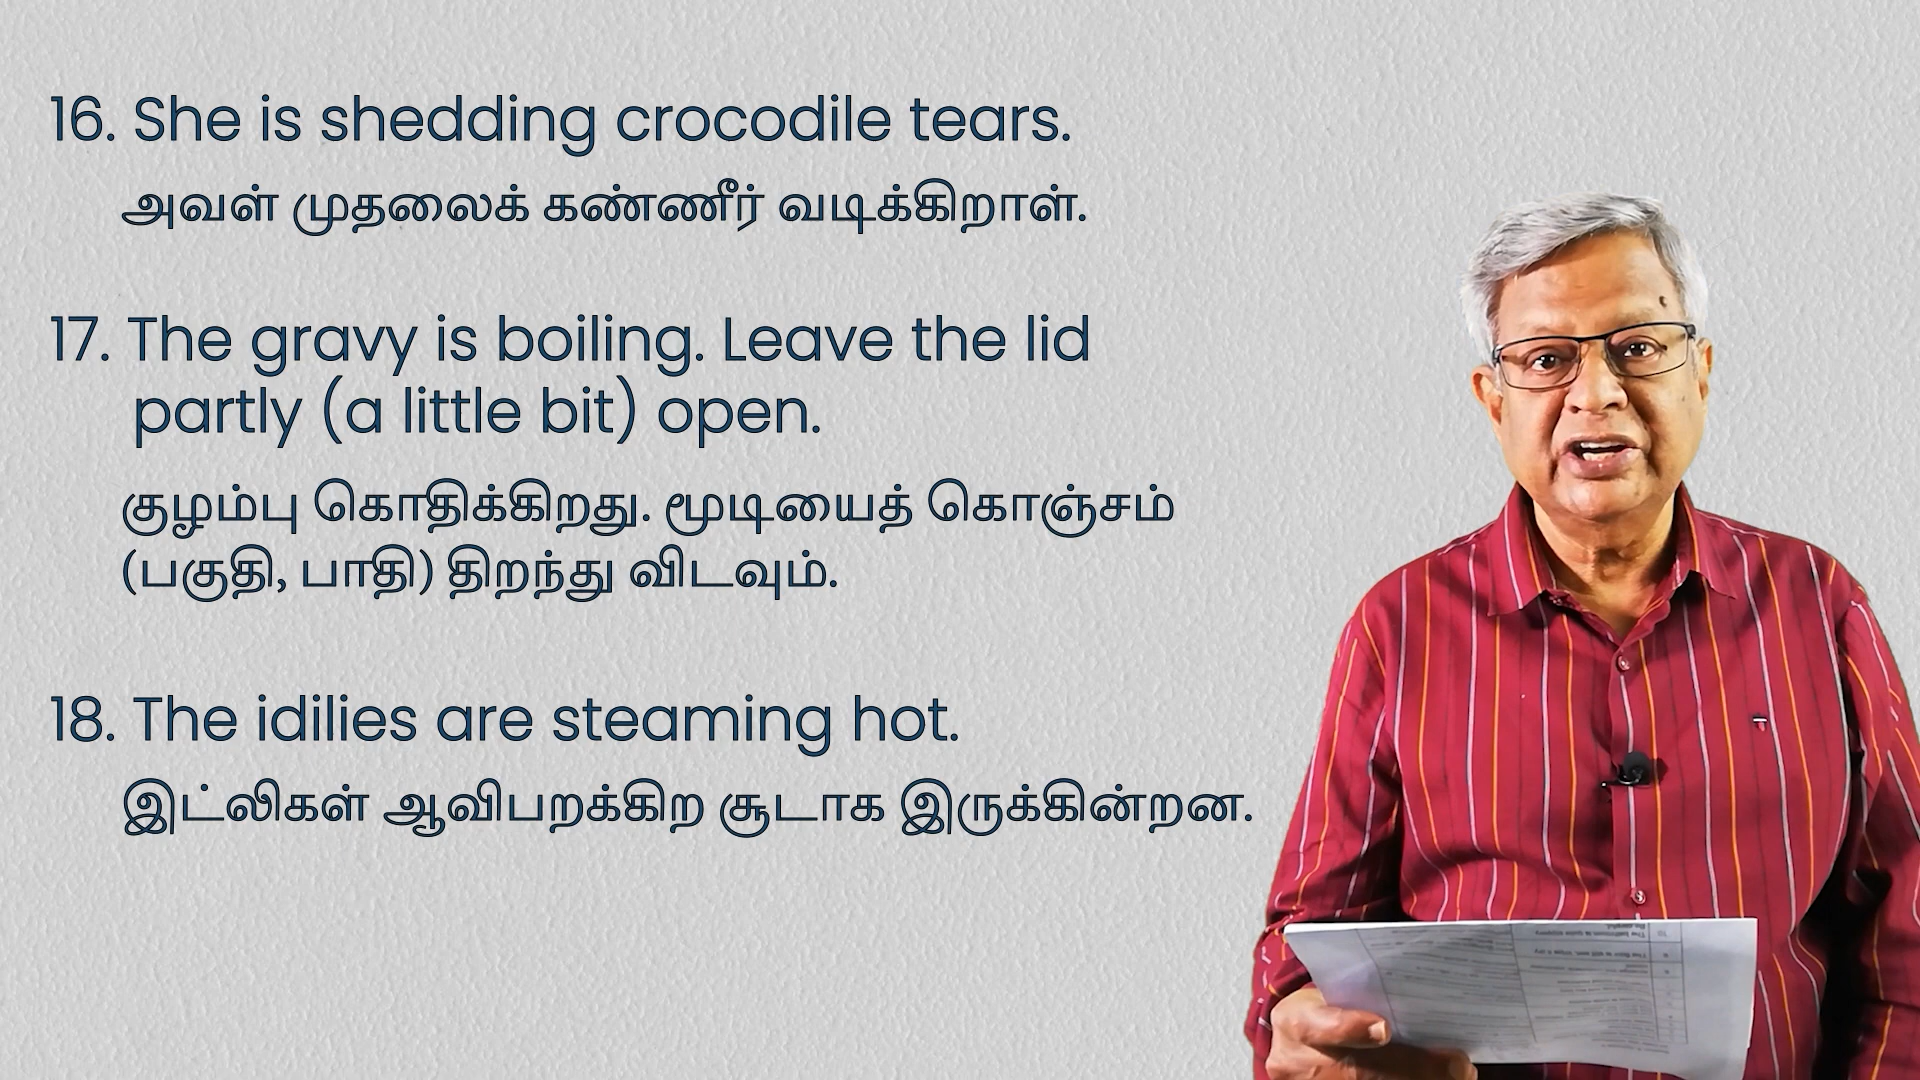 16. She is shedding crocodile tears.
அவள் முதலைக் கண்ணீர் வடிக்கிறாள்.
17. The gravy is boiling. Leave the lid
partly (a little bit) open.
குழம்பு கொதிக்கிறது. மூடியைத் கொஞ்சம்
(பகுதி, பாதி) திறந்து விடவும்.
18. The idilies are steaming hot.
இட்லிகள் ஆவிபறக்கிற சூடாக இருக்கின்றன.